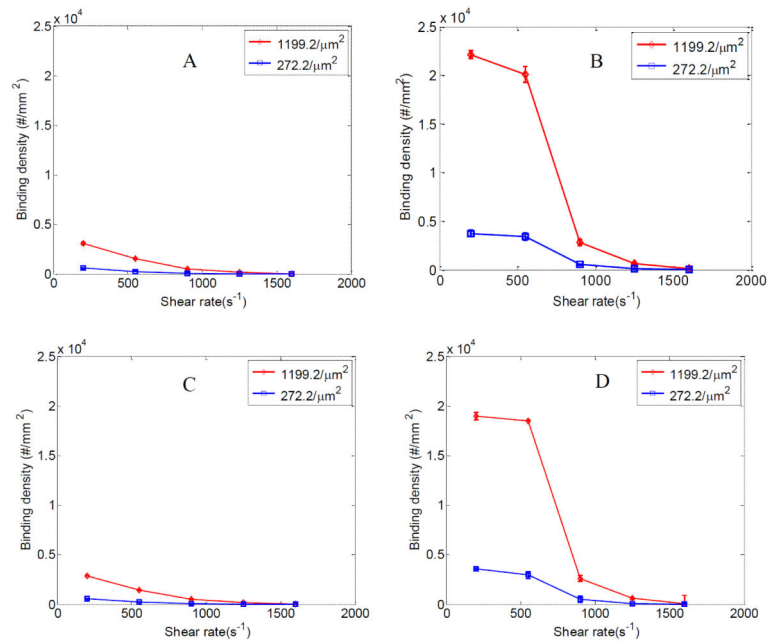 2.5 x 10⁴
A
1199.2/μm²
272.2/μm²
2
1.5
1
0.5
0
Binding density (#/mm²)
0 500 1000 1500 2000
Shear rate(s⁻¹)
2.5 x 10⁴
B
1199.2/μm²
272.2/μm²
2
1.5
1
0.5
0
Binding density (#/mm²)
0 500 1000 1500 2000
Shear rate(s⁻¹)
2.5 x 10⁴
C
1199.2/μm²
272.2/μm²
2
1.5
1
0.5
0
Binding density (#/mm²)
0 500 1000 1500 2000
Shear rate(s⁻¹)
2.5 x 10⁴
D
1199.2/μm²
272.2/μm²
2
1.5
1
0.5
0
Binding density (#/mm²)
0 500 1000 1500 2000
Shear rate(s⁻¹)